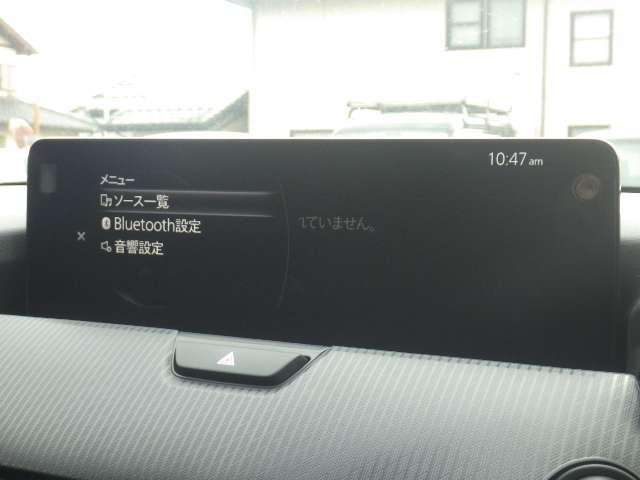 10:47 am
メニュー
ソース一覧
Bluetooth設定
ていません。
音響設定